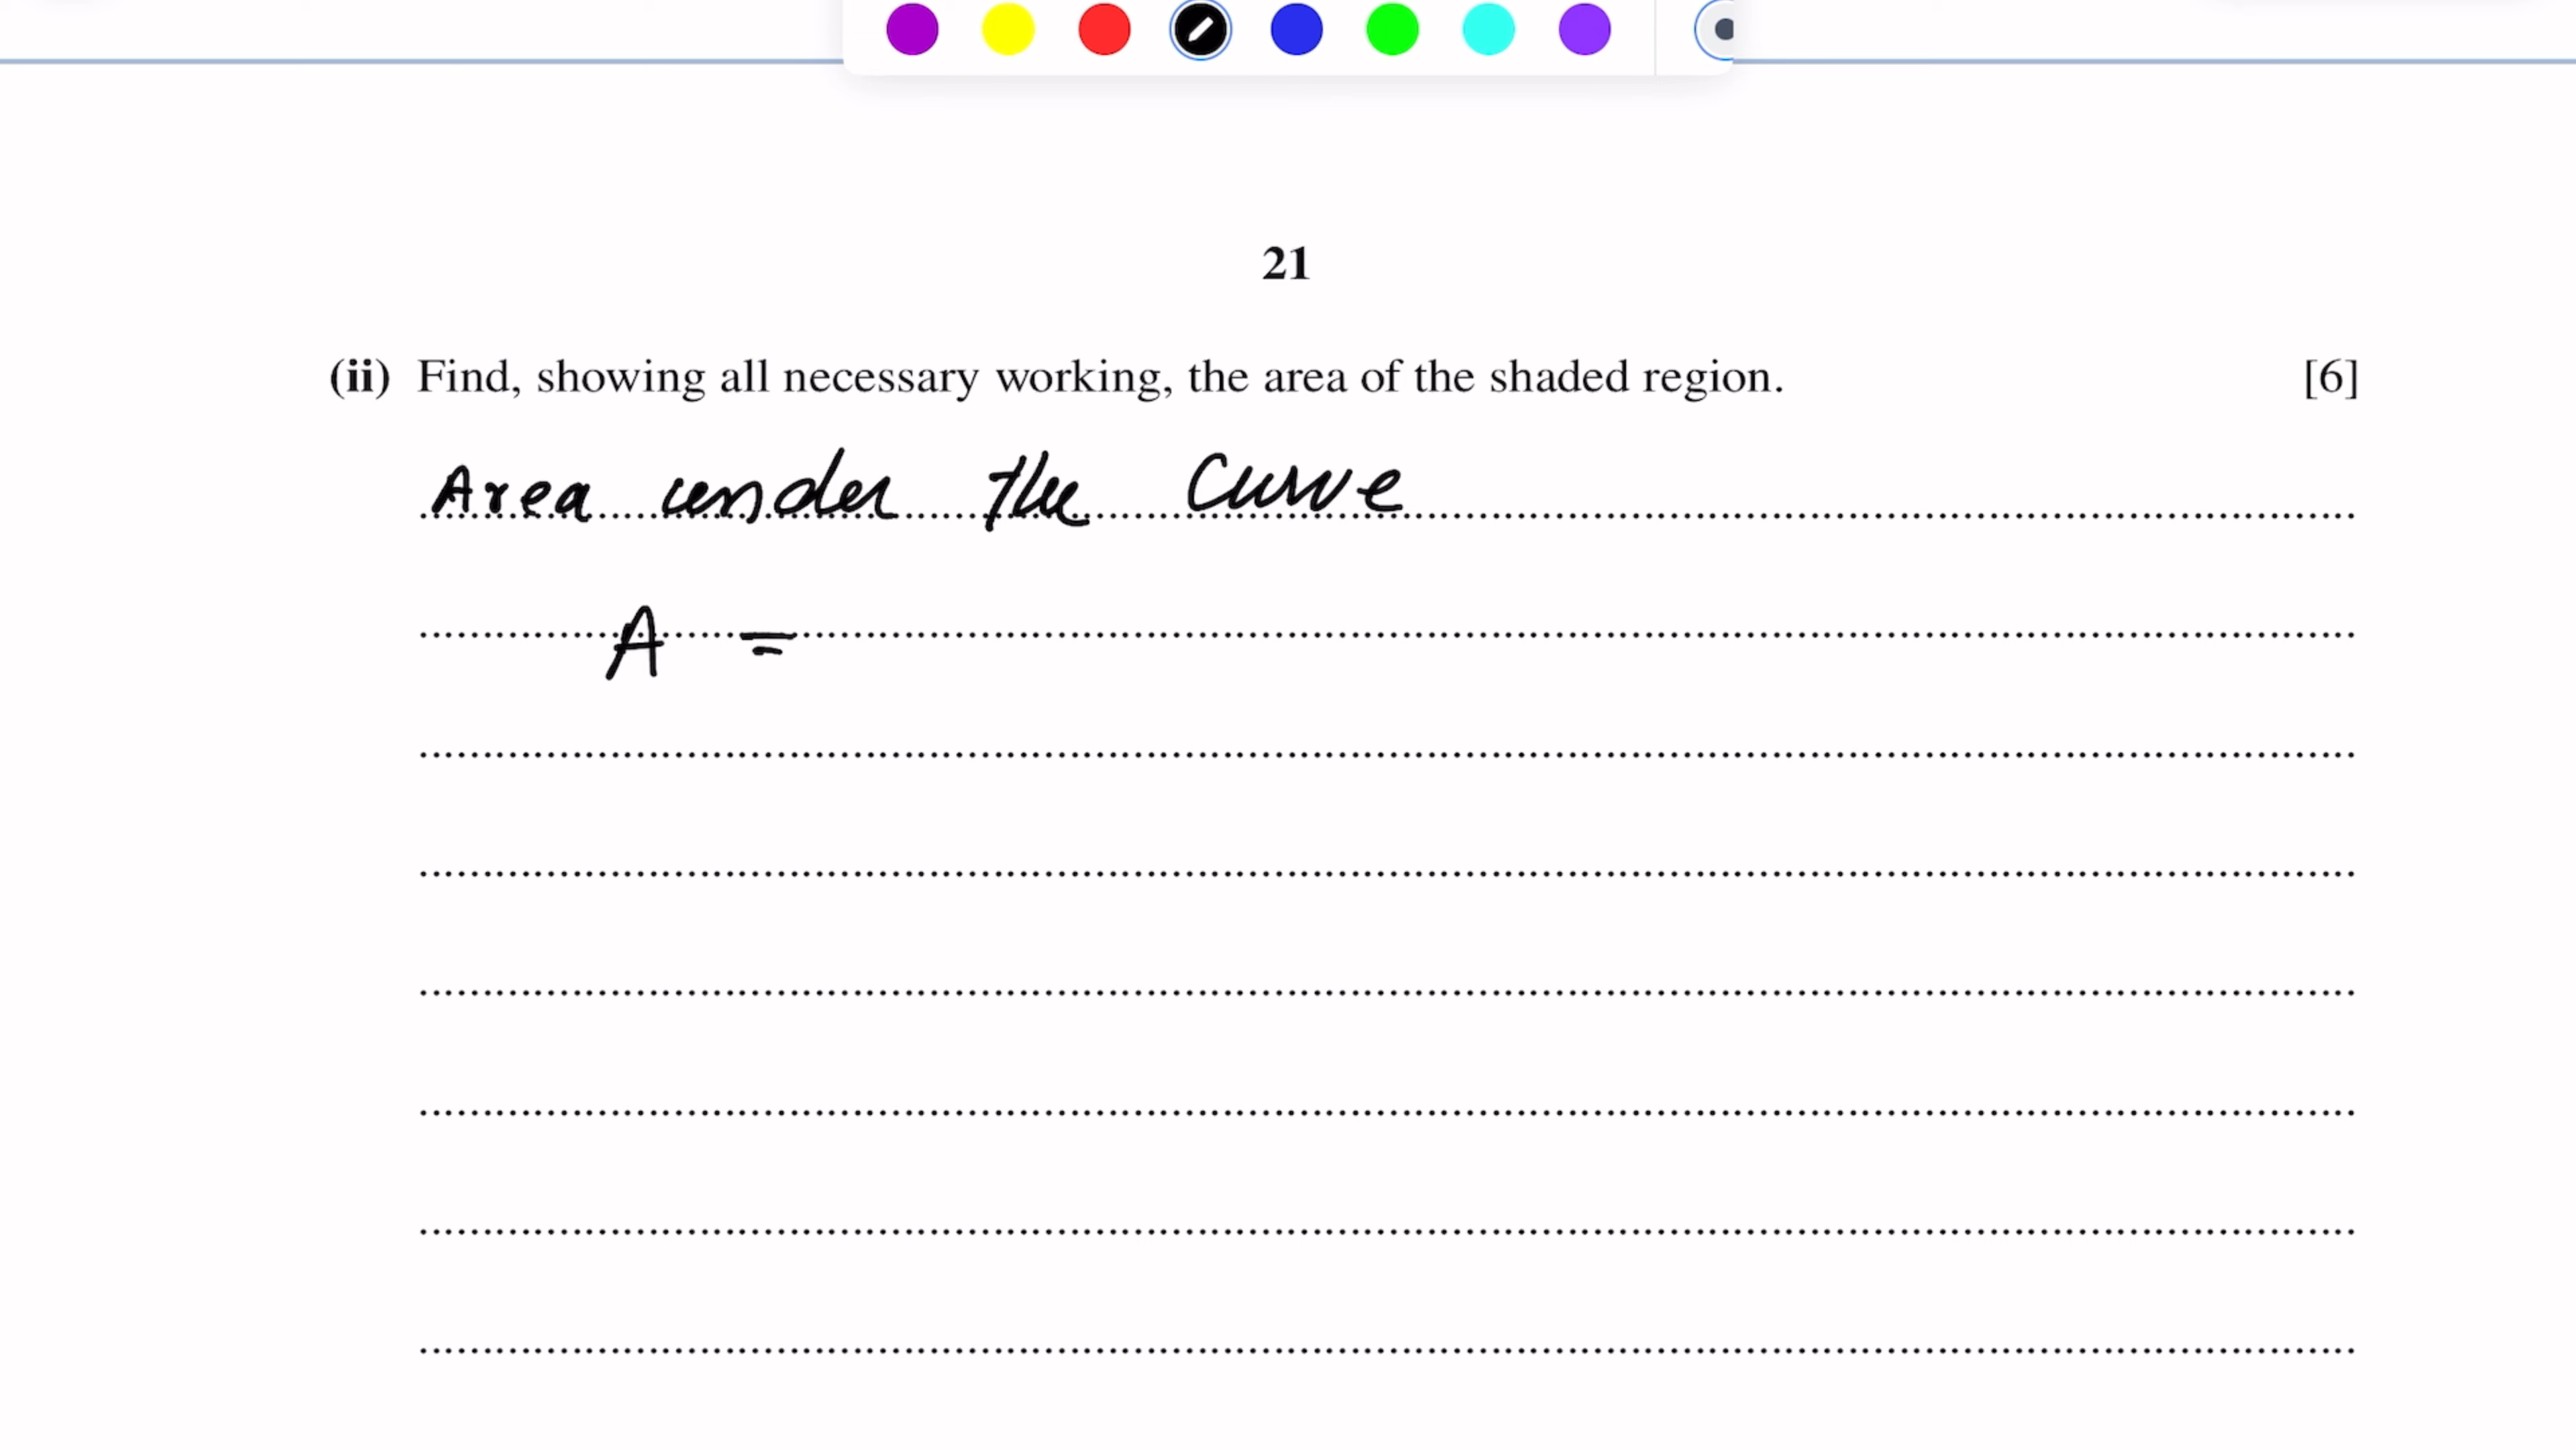 21
(ii) Find, showing all necessary working, the area of the shaded region. [6]
Area under the Curve
A =